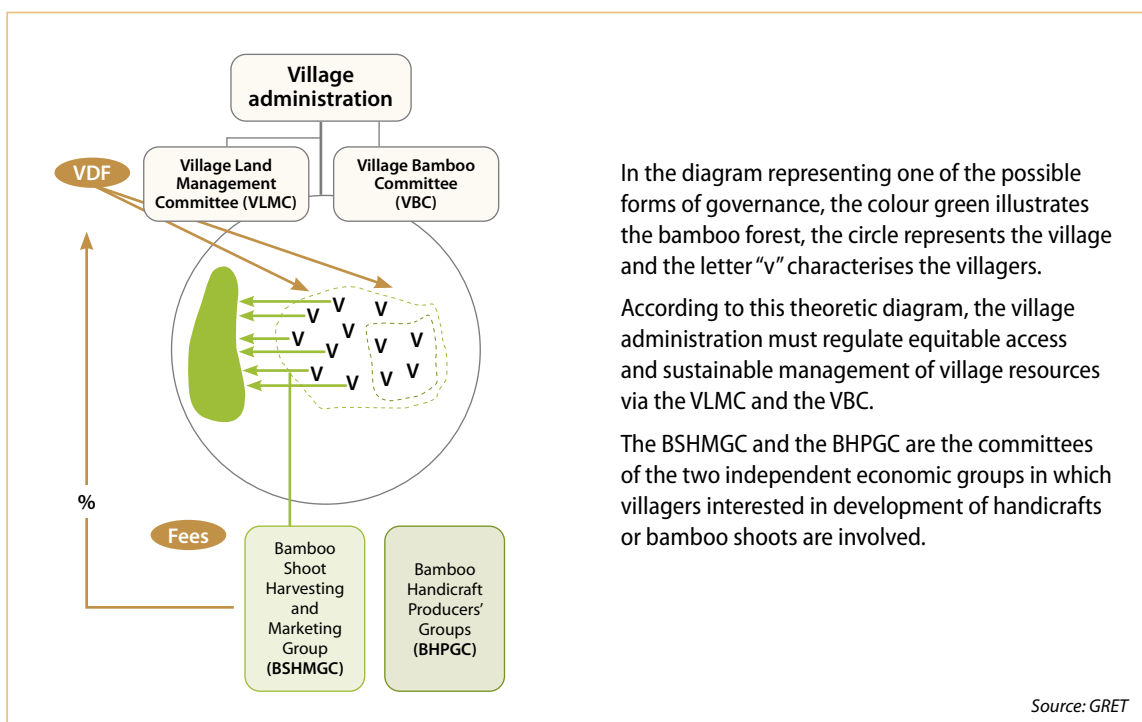 Village
administration
VDF
Village Land
Management
Committee (VLMC)
Village Bamboo
Committee
(VBC)
V
V
V
V
V
V
V
V
V
V
V
V
V
%
Fees
Bamboo
Shoot
Harvesting
and
Marketing
Group
(BSHMGC)
Bamboo
Handicraft
Producers’
Groups
(BHPGC)
In the diagram representing one of the possible
forms of governance, the colour green illustrates
the bamboo forest, the circle represents the village
and the letter “v” characterises the villagers.
According to this theoretic diagram, the village
administration must regulate equitable access
and sustainable management of village resources
via the VLMC and the VBC.
The BSHMGC and the BHPGC are the committees
of the two independent economic groups in which
villagers interested in development of handicrafts
or bamboo shoots are involved.
Source: GRET